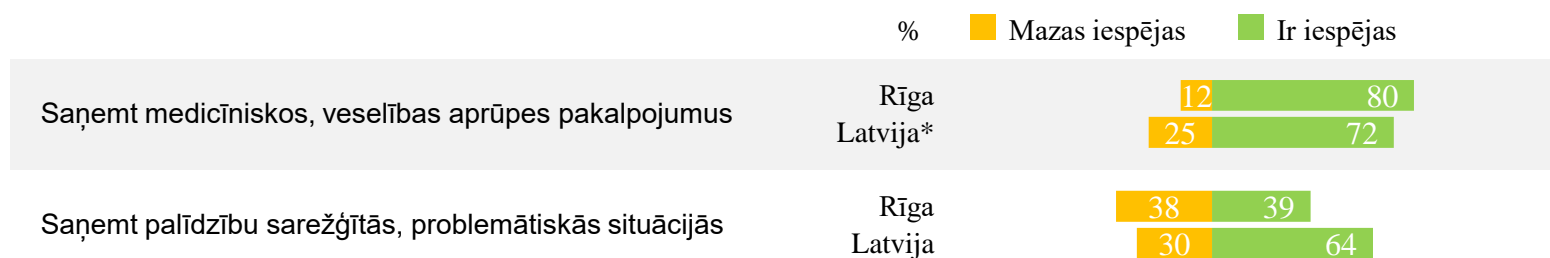 % Mazas iespējas Ir iespējas
Saņemt medicīniskos, veselības aprūpes pakalpojumus
Rīga 12 80
Latvija* 25 72
Saņemt palīdzību sarežģītās, problemātiskās situācijās
Rīga 38 39
Latvija 30 64